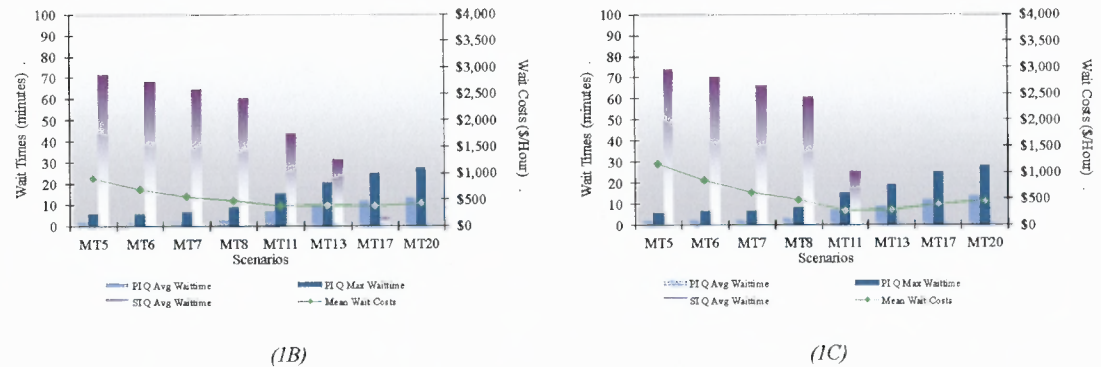 100
90
80
70
60
50
40
30
20
10
0
Wait Times (minutes) .
$4,000
$3,500
$3,000
$2,500
$2,000
$1,500
$1,000
$500
$0
Wait Costs ($/Hour) .
MT5 MT6 MT7 MT8 MT11 MT13 MT17 MT20
Scenarios
PI Q Avg Waittime
PI Q Max Waittime
SI Q Avg Waittime
Mean Wait Costs
(1B)
100
90
80
70
60
50
40
30
20
10
0
Wait Times (minutes) .
$4,000
$3,500
$3,000
$2,500
$2,000
$1,500
$1,000
$500
$0
Wait Costs ($/Hour) .
MT5 MT6 MT7 MT8 MT11 MT13 MT17 MT20
Scenarios
PI Q Avg Waittime
PI Q Max Waittime
SI Q Avg Waittime
Mean Wait Costs
(1C)